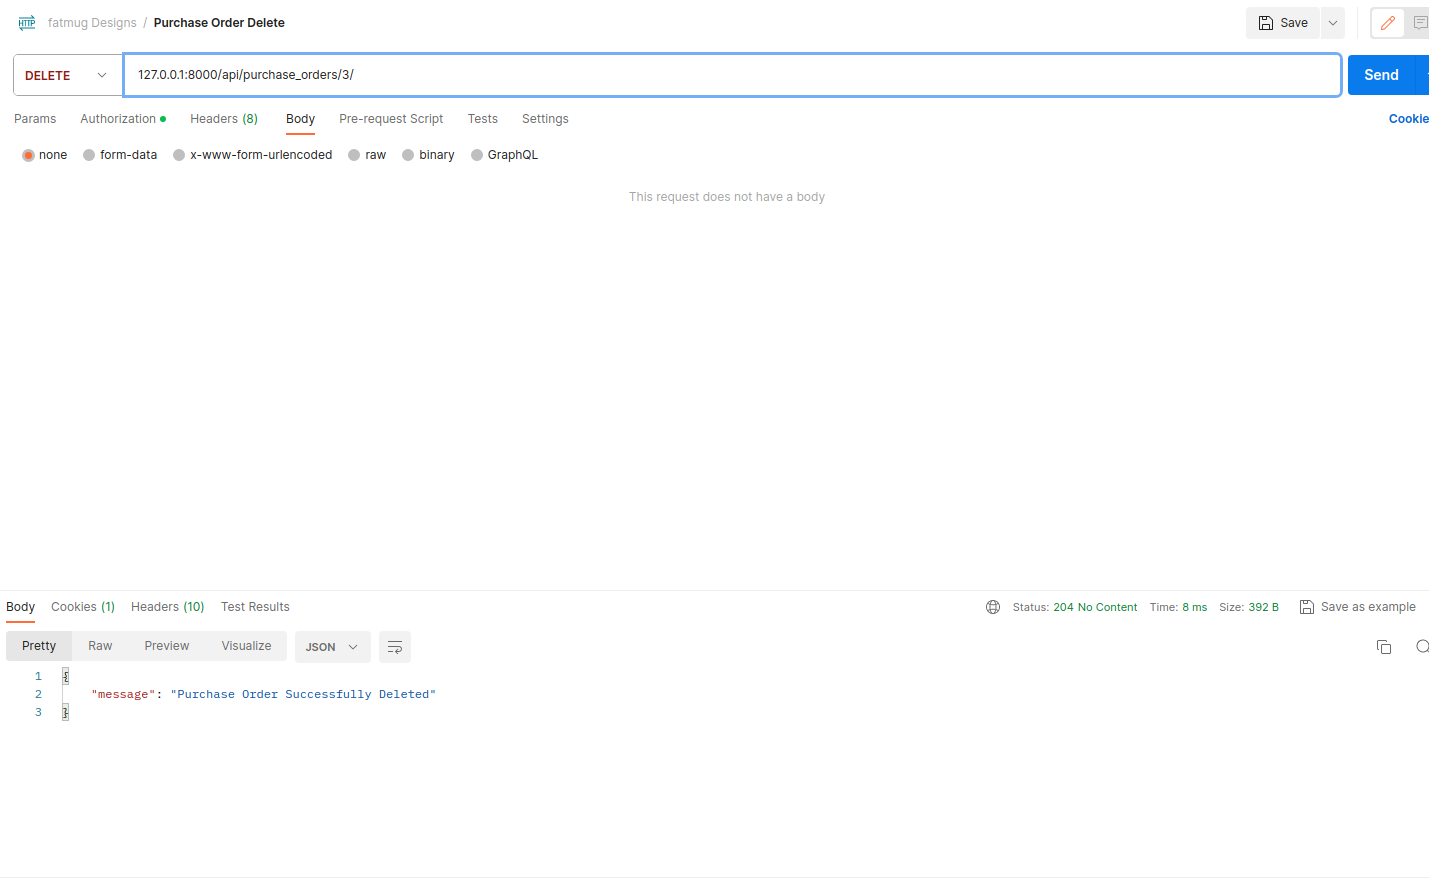 HTTP fatmug Designs / Purchase Order Delete Save
DELETE 127.0.0.1:8000/api/purchase_orders/3/ Send
Params Authorization Headers (8) Body Pre-request Script Tests Settings Cookie
none form-data x-www-form-urlencoded raw binary GraphQL
This request does not have a body
Body Cookies (1) Headers (10) Test Results Status: 204 No Content Time: 8 ms Size: 392 B Save as example
Pretty Raw Preview Visualize JSON
1 {
2 "message": "Purchase Order Successfully Deleted"
3 }